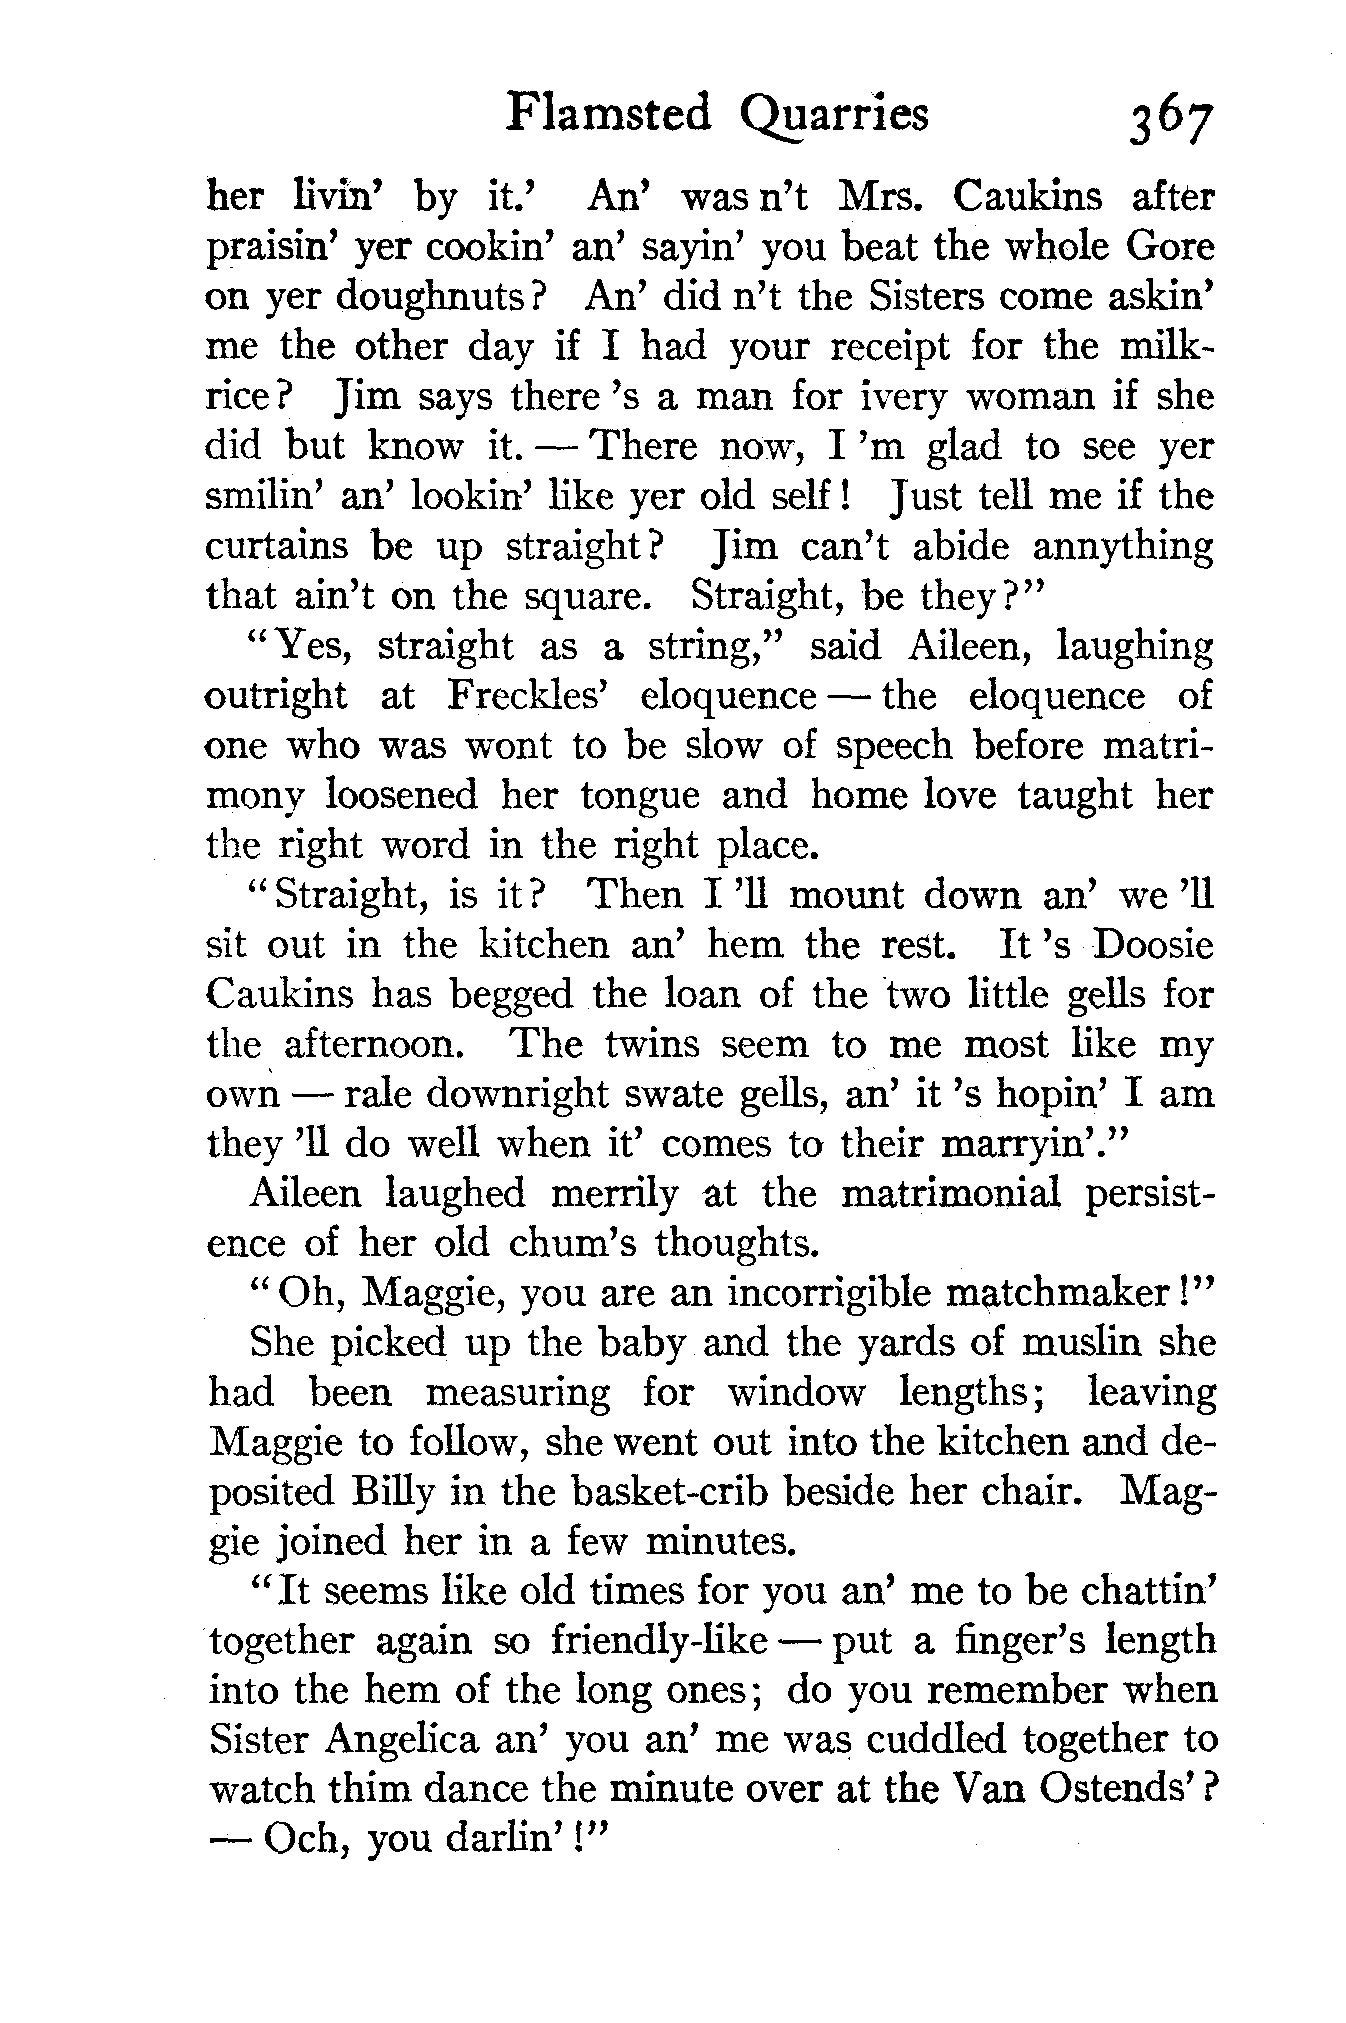 Flamsted Quarries 367
her livin' by it.' An' was n't Mrs. Caukins after
praisin' yer cookin' an' sayin' you beat the whole Gore
on yer doughnuts? An' did n't the Sisters come askin'
me the other day if I had your receipt for the milk-
rice? Jim says there 's a man for ivery woman if she
did but know it. — There now, I 'm glad to see yer
smilin' an' lookin' like yer old self! Just tell me if the
curtains be up straight? Jim can't abide annything
that ain't on the square. Straight, be they?"
"Yes, straight as a string," said Aileen, laughing
outright at Freckles' eloquence — the eloquence of
one who was wont to be slow of speech before matri-
mony loosened her tongue and home love taught her
the right word in the right place.
"Straight, is it? Then I 'll mount down an' we 'll
sit out in the kitchen an' hem the rest. It 's Doosie
Caukins has begged the loan of the two little gells for
the afternoon. The twins seem to me most like my
own — rale downright swate gells, an' it 's hopin' I am
they 'll do well when it' comes to their marryin'."
Aileen laughed merrily at the matrimonial persist-
ence of her old chum's thoughts.
"Oh, Maggie, you are an incorrigible matchmaker!"
She picked up the baby and the yards of muslin she
had been measuring for window lengths; leaving
Maggie to follow, she went out into the kitchen and de-
posited Billy in the basket-crib beside her chair. Mag-
gie joined her in a few minutes.
"It seems like old times for you an' me to be chattin'
together again so friendly-like — put a finger's length
into the hem of the long ones; do you remember when
Sister Angelica an' you an' me was cuddled together to
watch thim dance the minute over at the Van Ostends'?
— Och, you darlin'!"